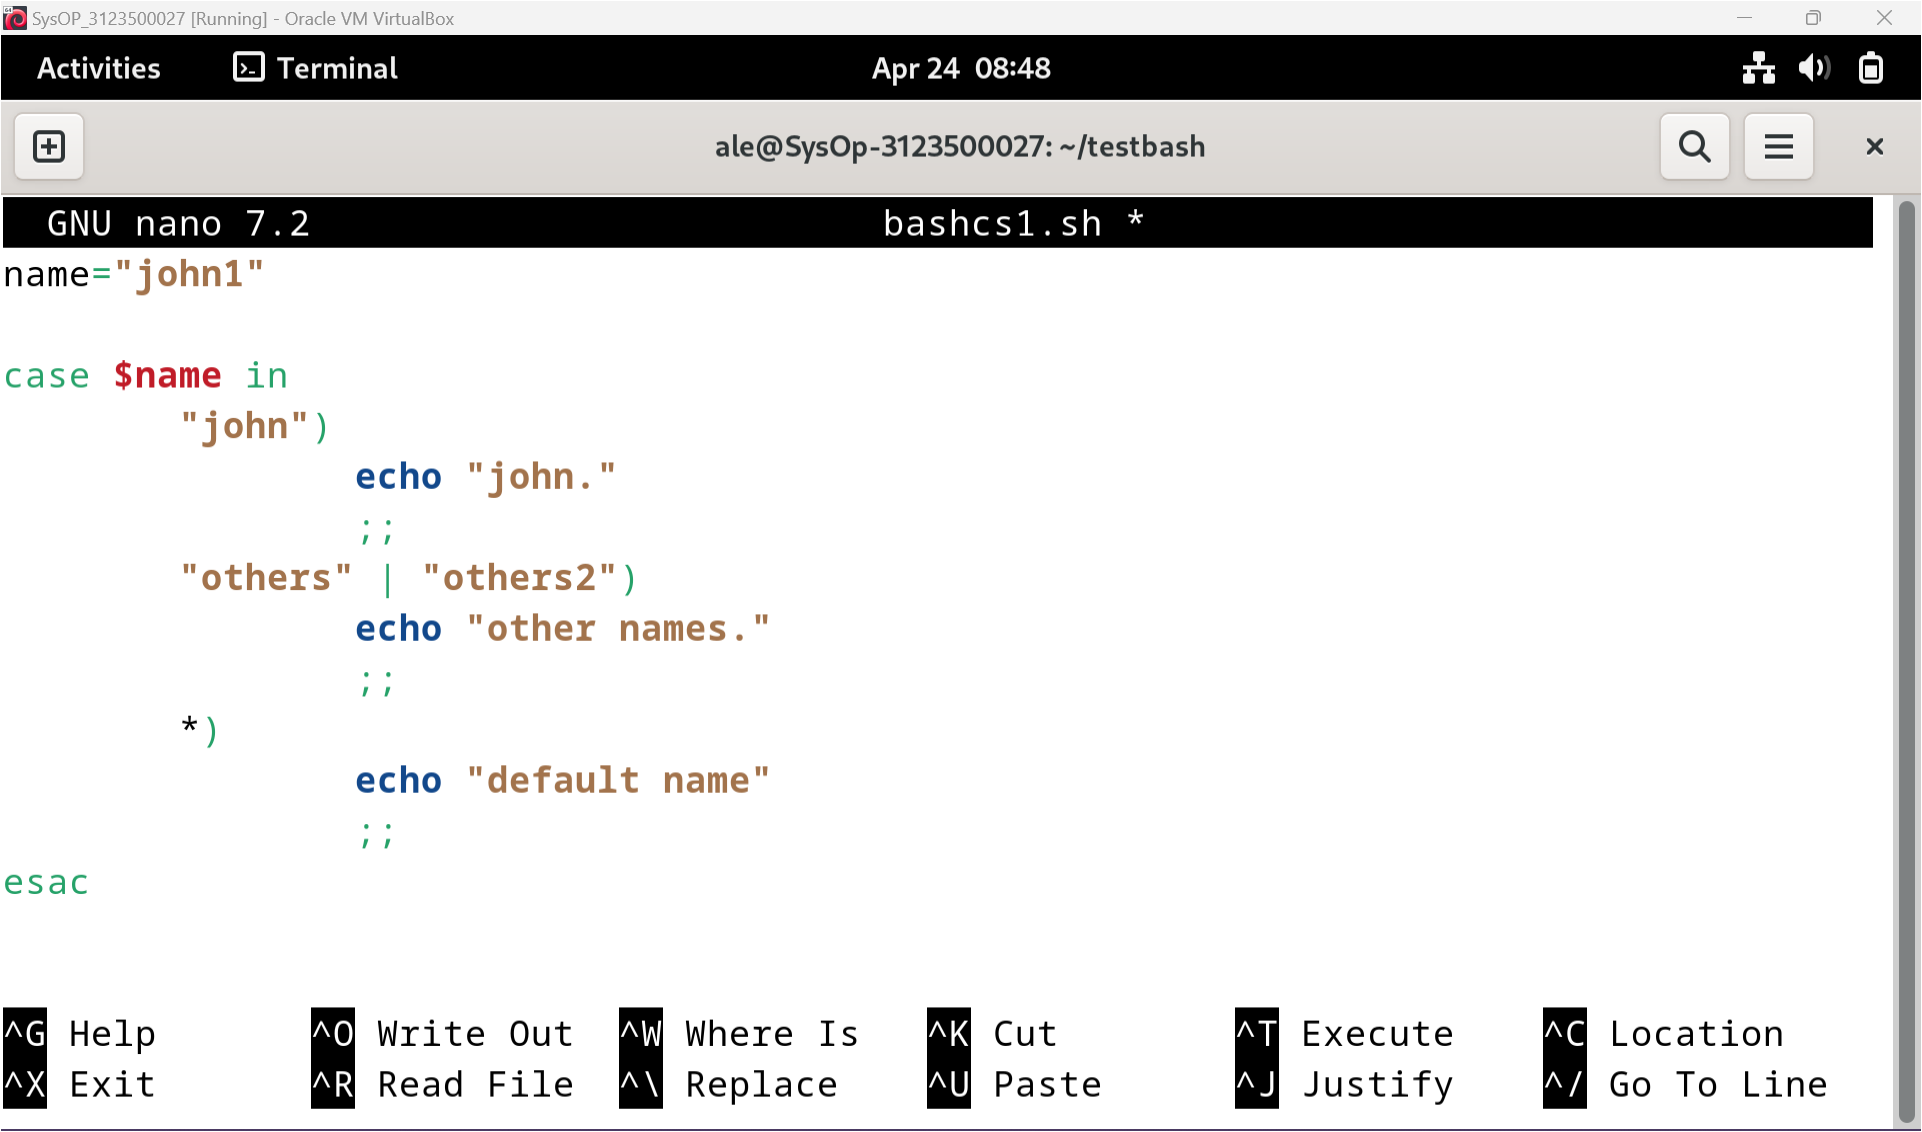 SysOP_3123500027 [Running] - Oracle VM VirtualBox
Activities Terminal Apr 24 08:48
ale@SysOp-3123500027: ~/testbash
GNU nano 7.2 bashcs1.sh *
name="john1"
case $name in
"john")
echo "john."
;;
"others" | "others2")
echo "other names."
;;
*)
echo "default name"
;;
esac
^G Help ^O Write Out ^W Where Is ^K Cut ^T Execute ^C Location
^X Exit ^R Read File ^\ Replace ^U Paste ^J Justify ^/ Go To Line